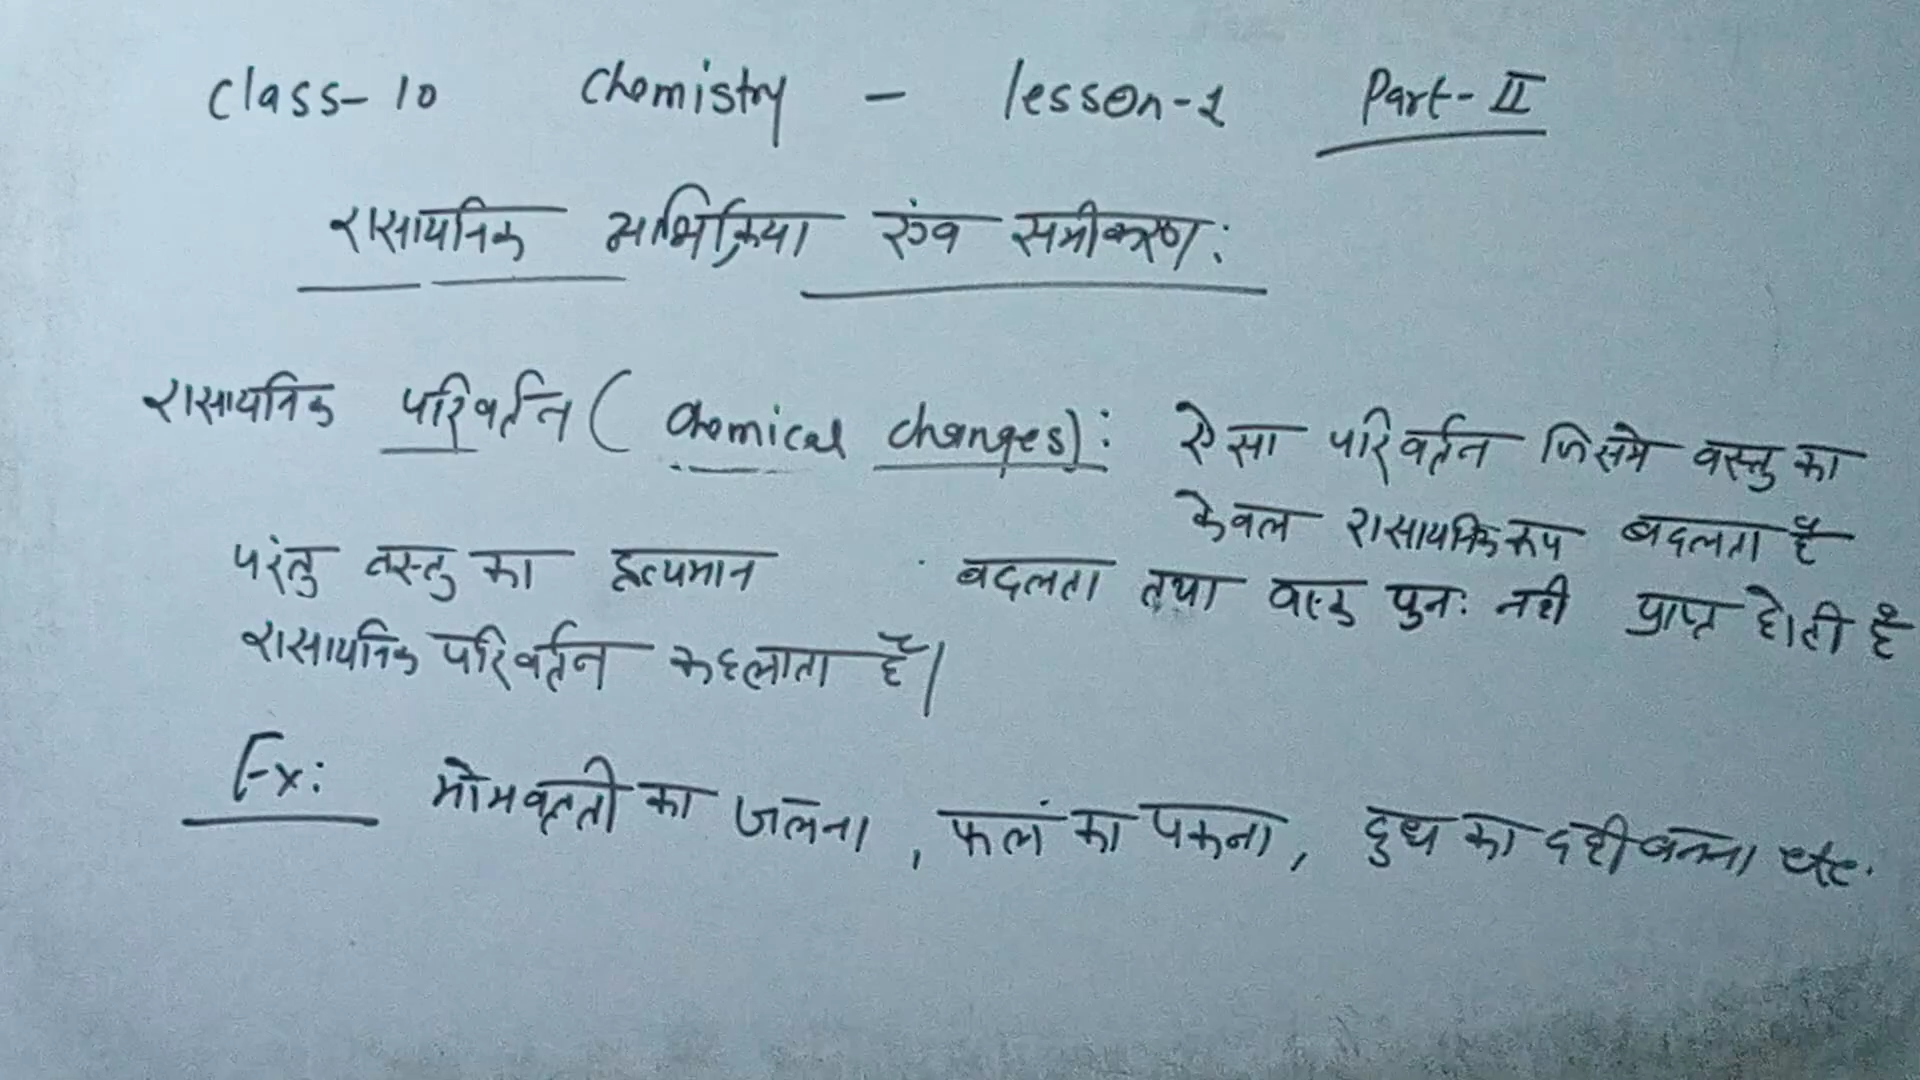 Class-10 Chemistry - lesson-1 Part-II
रासायनिक अभिक्रिया एंव समीकरण:
रासायनिक परिवर्तन ( Chemical changes): ऐसा परिवर्तन जिसमे वस्तु का
केवल रासायनिक रूप बदलता है
परंतु वस्तु का द्रव्यमान बदलता तथा वस्तु पुन: नही प्राप्त होती है
रासायनिक परिवर्तन कहलाता है।
Ex: मोमवत्ती का जलना, फलं का पकना, दुध का दही बनना etc.